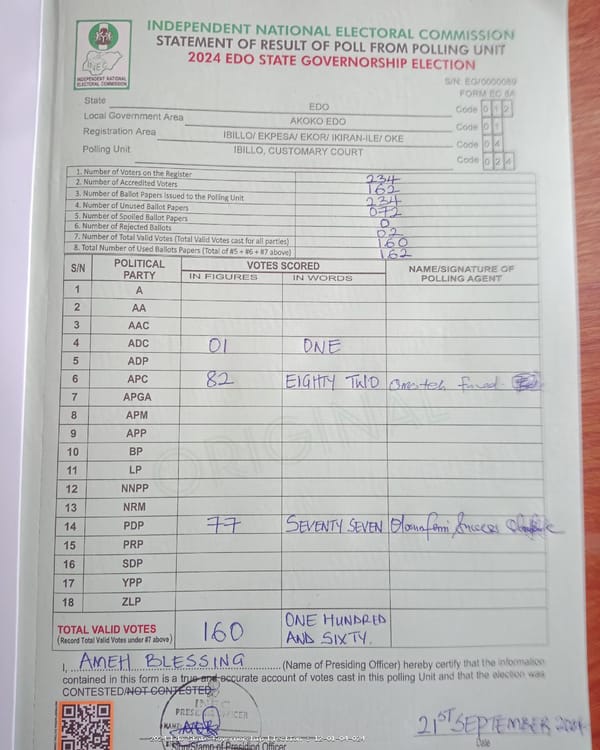 INDEPENDENT NATIONAL ELECTORAL COMMISSION
STATEMENT OF RESULT OF POLL FROM POLLING UNIT
2024 EDO STATE GOVERNORSHIP ELECTION
INEC
INDEPENDENT NATIONAL
ELECTORAL COMMISSION
S/N: EG/0000089
FORM EC 8A
State EDO Code 0 1 2
Local Government Area AKOKO EDO Code 0 1
Registration Area IBILLO/ EKPESA/ EKOR/ IKIRAN-ILE/ OKE Code 0 4
Polling Unit IBILLO, CUSTOMARY COURT Code 0 2 4
1. Number of Voters on the Register 234
2. Number of Accredited Voters 162
3. Number of Ballot Papers Issued to the Polling Unit 234
4. Number of Unused Ballot Papers 072
5. Number of Spoiled Ballot Papers 0
6. Number of Rejected Ballots 02
7. Number of Total Valid Votes (Total Valid Votes cast for all parties) 160
8. Total Number of Used Ballots Papers (Total of #5 + #6 + #7 above) 162
S/N POLITICAL PARTY VOTES SCORED NAME/SIGNATURE OF POLLING AGENT
IN FIGURES IN WORDS
1 A
2 AA
3 AAC
4 ADC 01 ONE
5 ADP
6 APC 82 EIGHTY TWO
7 APGA
8 APM
9 APP
10 BP
11 LP
12 NNPP
13 NRM
14 PDP 77 SEVENTY SEVEN Olomafemi Success
15 PRP
16 SDP
17 YPP
18 ZLP
ORIGINAL
TOTAL VALID VOTES 160 ONE HUNDRED AND SIXTY.
(Record Total Valid Votes under #7 above)
I, AMEH BLESSING (Name of Presiding Officer) hereby certify that the information
contained in this form is a true and accurate account of votes cast in this polling Unit and that the election was
CONTESTED/NOT CONTESTED.
INEC
PRESIDING OFFICER
21ST SEPTEMBER 2024
Sign/Stamp of Presiding Officer Date